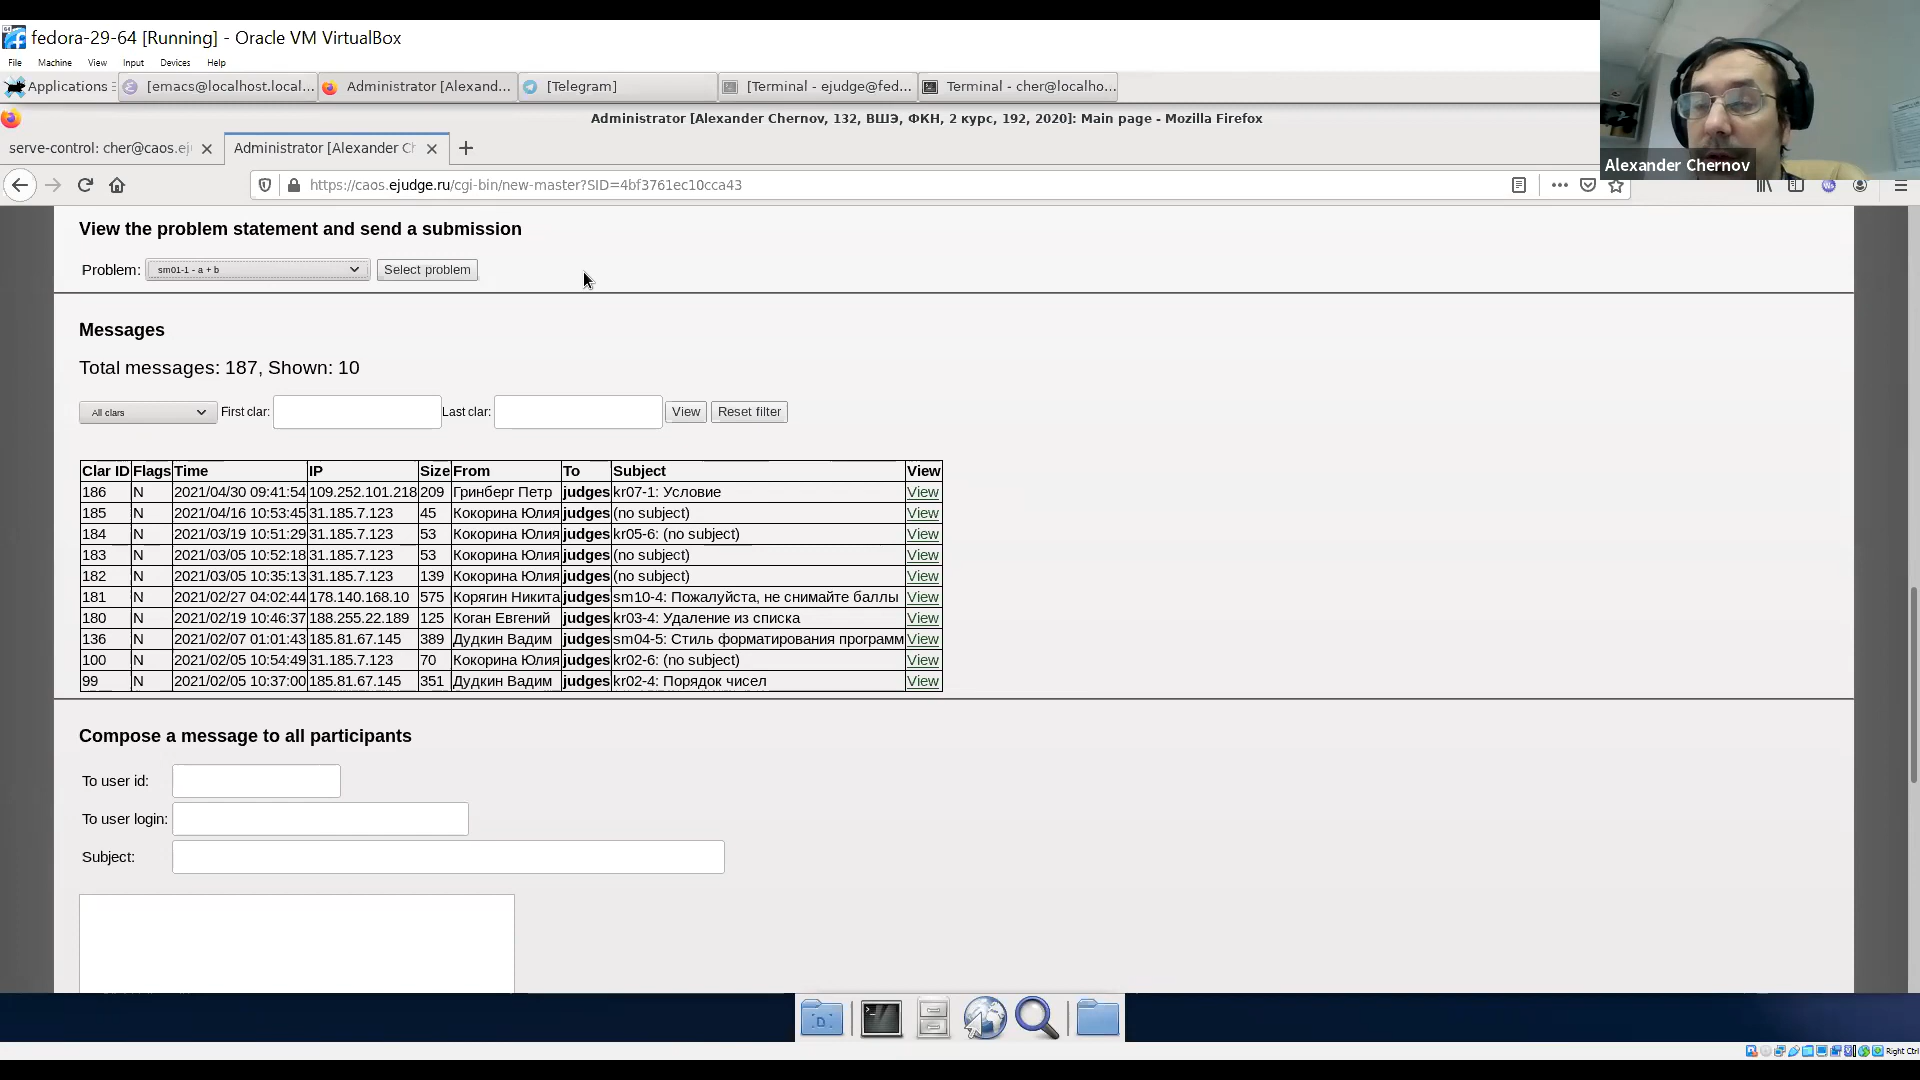 fedora-29-64 [Running] - Oracle VM VirtualBox
File Machine View Input Devices Help
Applications [emacs@localhost.local... Administrator [Alexand... [Telegram] [Terminal - ejudge@fed... Terminal - cher@localho...
Administrator [Alexander Chernov, 132, ВШЭ, ФКН, 2 курс, 192, 2020]: Main page - Mozilla Firefox
serve-control: cher@caos.ej Administrator [Alexander Ch
Alexander Chernov
https://caos.ejudge.ru/cgi-bin/new-master?SID=4bf3761ec10cca43
View the problem statement and send a submission
Problem: sm01-1 - a + b Select problem
Messages
Total messages: 187, Shown: 10
All clars First clar: Last clar: View Reset filter
Clar ID Flags Time IP Size From To Subject View
186 N 2021/04/30 09:41:54 109.252.101.218 209 Гринберг Петр judges kr07-1: Условие View
185 N 2021/04/16 10:53:45 31.185.7.123 45 Кокорина Юлия judges (no subject) View
184 N 2021/03/19 10:51:29 31.185.7.123 53 Кокорина Юлия judges kr05-6: (no subject) View
183 N 2021/03/05 10:52:18 31.185.7.123 53 Кокорина Юлия judges (no subject) View
182 N 2021/03/05 10:35:13 31.185.7.123 139 Кокорина Юлия judges (no subject) View
181 N 2021/02/27 04:02:44 178.140.168.10 575 Корягин Никита judges sm10-4: Пожалуйста, не снимайте баллы View
180 N 2021/02/19 10:46:37 188.255.22.189 125 Коган Евгений judges kr03-4: Удаление из списка View
136 N 2021/02/07 01:01:43 185.81.67.145 389 Дудкин Вадим judges sm04-5: Стиль форматирования программ View
100 N 2021/02/05 10:54:49 31.185.7.123 70 Кокорина Юлия judges kr02-6: (no subject) View
99 N 2021/02/05 10:37:00 185.81.67.145 351 Дудкин Вадим judges kr02-4: Порядок чисел View
Compose a message to all participants
To user id:
To user login:
Subject:
Right Ctrl